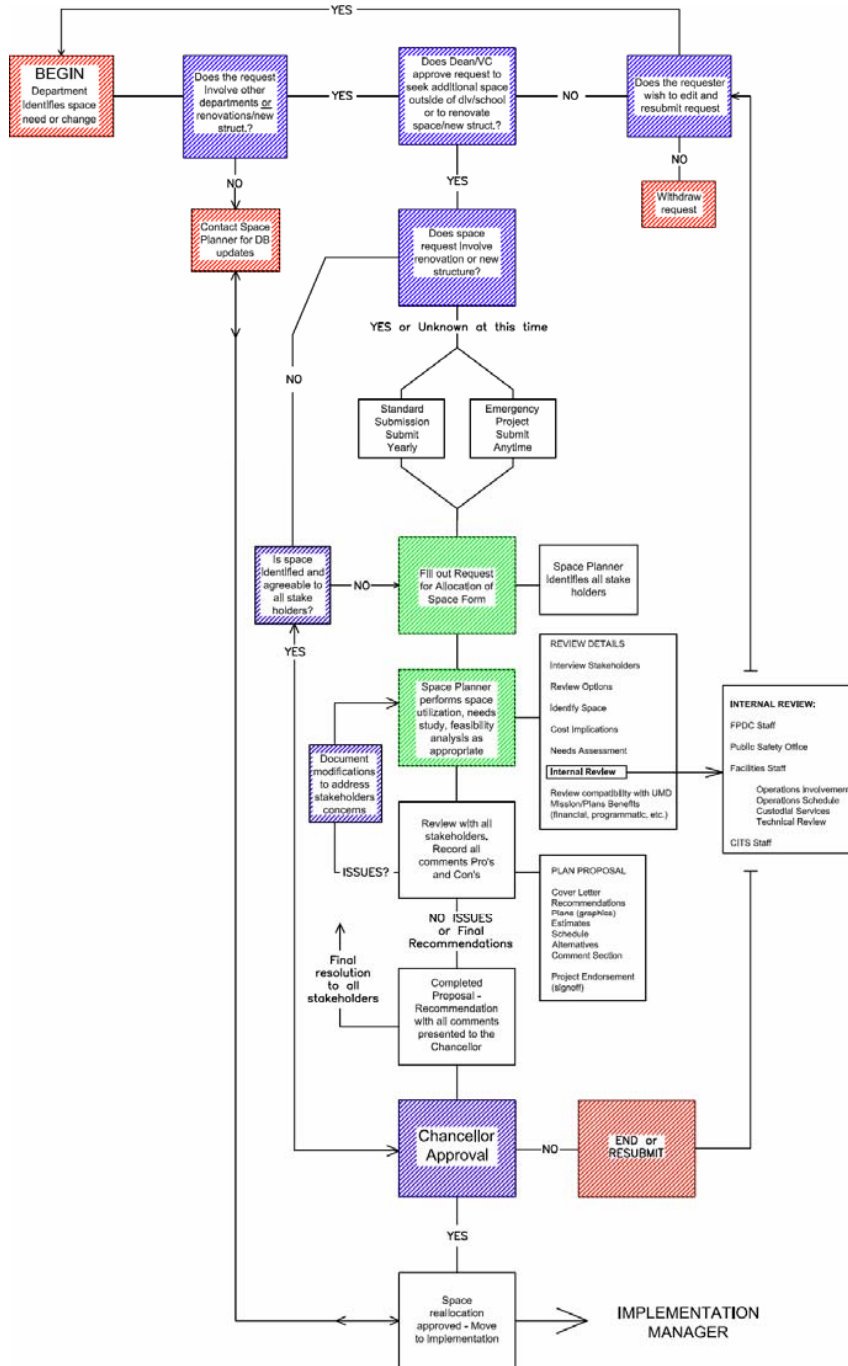 YES
BEGIN
Department
identifies space
need or change
Does the request
involve other
departments or
renovations/new
struct.?
YES
Does Dean/VC
approve request to
seek additional space
outside of div/school
or to renovate
space/new struct.?
NO
Does the requester
wish to edit and
resubmit request
NO
Contact Space
Planner for DB
updates
YES
NO
Withdraw
request
Does space
request involve
renovation or new
structure?
YES or Unknown at this time
NO
Standard
Submission
Submit
Yearly
Emergency
Project
Submit
Anytime
Is space
identified and
agreeable to
all stake
holders?
NO
Fill out Request
for Allocation of
Space Form
Space Planner
identifies all stake
holders
YES
Space Planner
performs space
utilization, needs
study, feasibility
analysis as
appropriate
REVIEW DETAILS
Interview Stakeholders
Review Options
Identify Space
Cost Implications
Needs Assessment
Internal Review
Review compatibility with UMD
Mission/Plans Benefits
(financial, programmatic, etc.)
INTERNAL REVIEW:
FPDC Staff
Public Safety Office
Facilities Staff
Operations Involvement
Operations Schedule
Custodial Services
Technical Review
CITS Staff
Document
modifications
to address
stakeholders
concerns
ISSUES?
Review with all
stakeholders.
Record all
comments Pro's
and Con's
PLAN PROPOSAL
Cover Letter
Recommendations
Plans (graphics)
Estimates
Schedule
Alternatives
Comment Section
Project Endorsement
(signoff)
NO ISSUES
or Final
Recommendations
Final
resolution
to all
stakeholders
Completed
Proposal -
Recommendation
with all comments
presented to the
Chancellor
Chancellor
Approval
NO
END or
RESUBMIT
YES
Space
reallocation
approved - Move
to Implementation
IMPLEMENTATION
MANAGER